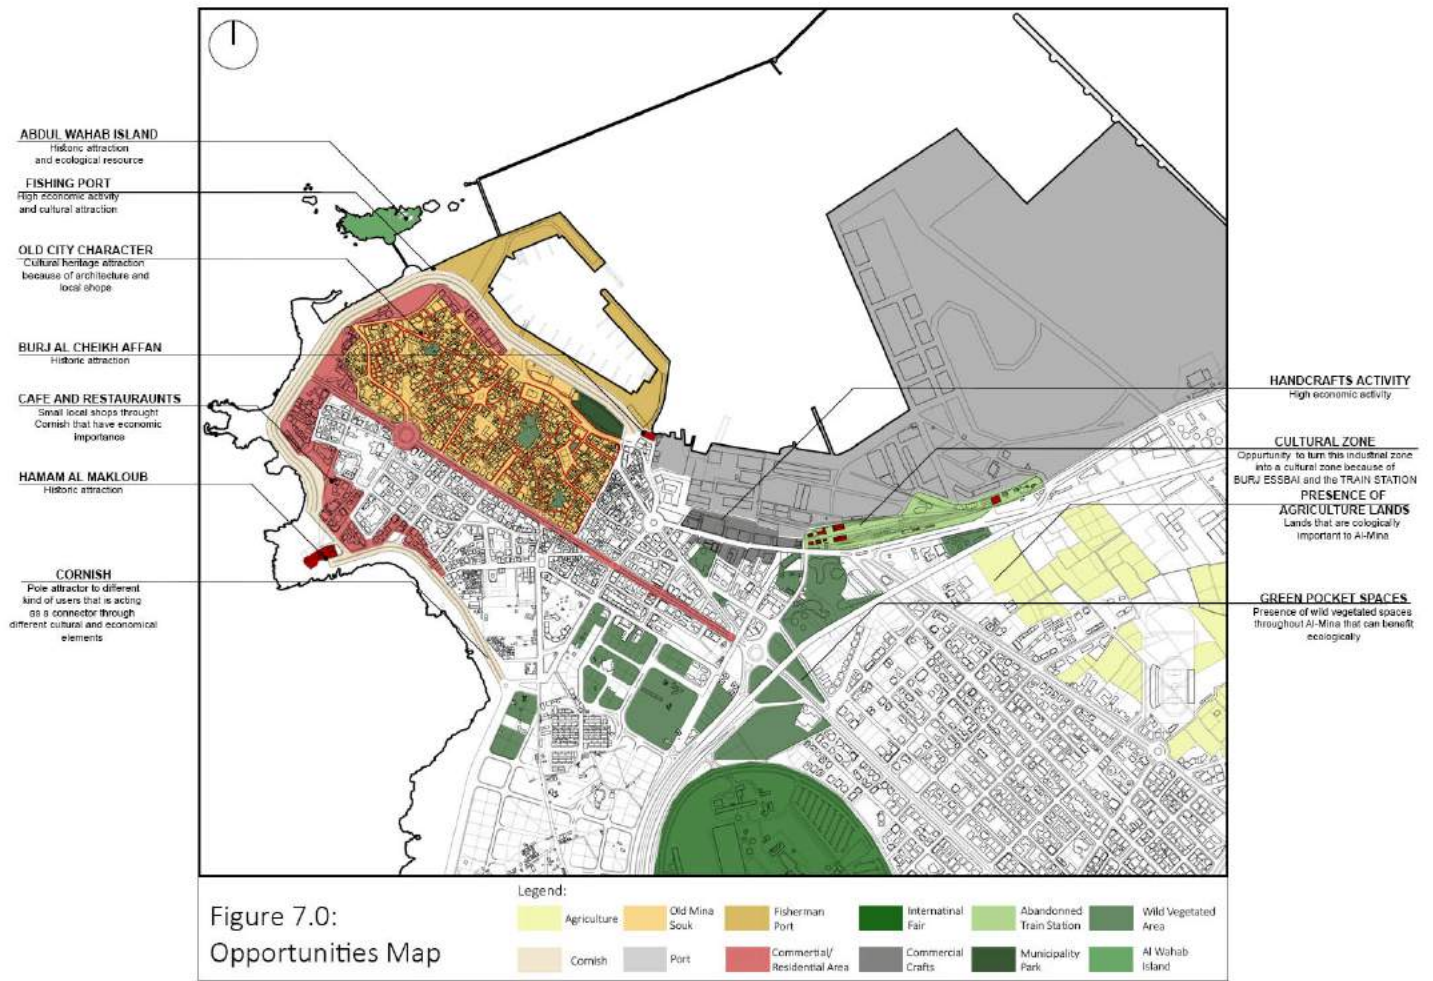 ABDUL WAHAB ISLAND
Historic attraction
and ecological resource
FISHING PORT
High economic activity
and cultural attraction
OLD CITY CHARACTER
Cultural heritage attraction
because of architecture and
local shops
BURJ AL CHEIKH AFFAN
Historic attraction
CAFE AND RESTAURAUNTS
Small local shops throught
Cornish that have economic
importance
HAMAM AL MAKLOUB
Historic attraction
CORNISH
Pole attractor to different
kind of users that is acting
as a connector through
different cultural and economical
elements
HANDCRAFTS ACTIVITY
High economic activity
CULTURAL ZONE
Oppurtunity to turn this industrial zone
into a cultural zone because of
BURJ ESSBAI and the TRAIN STATION
PRESENCE OF
AGRICULTURE LANDS
Lands that are cologically
important to Al-Mina
GREEN POCKET SPACES
Presence of wild vegetated spaces
throughout Al-Mina that can benefit
ecologically
Figure 7.0:
Opportunities Map
Legend:
Agriculture
Old Mina
Souk
Fisherman
Port
Internatinal
Fair
Abandonned
Train Station
Wild Vegetated
Area
Cornish
Port
Commertial/
Residential Area
Commercial
Crafts
Municipality
Park
Al Wahab
Island